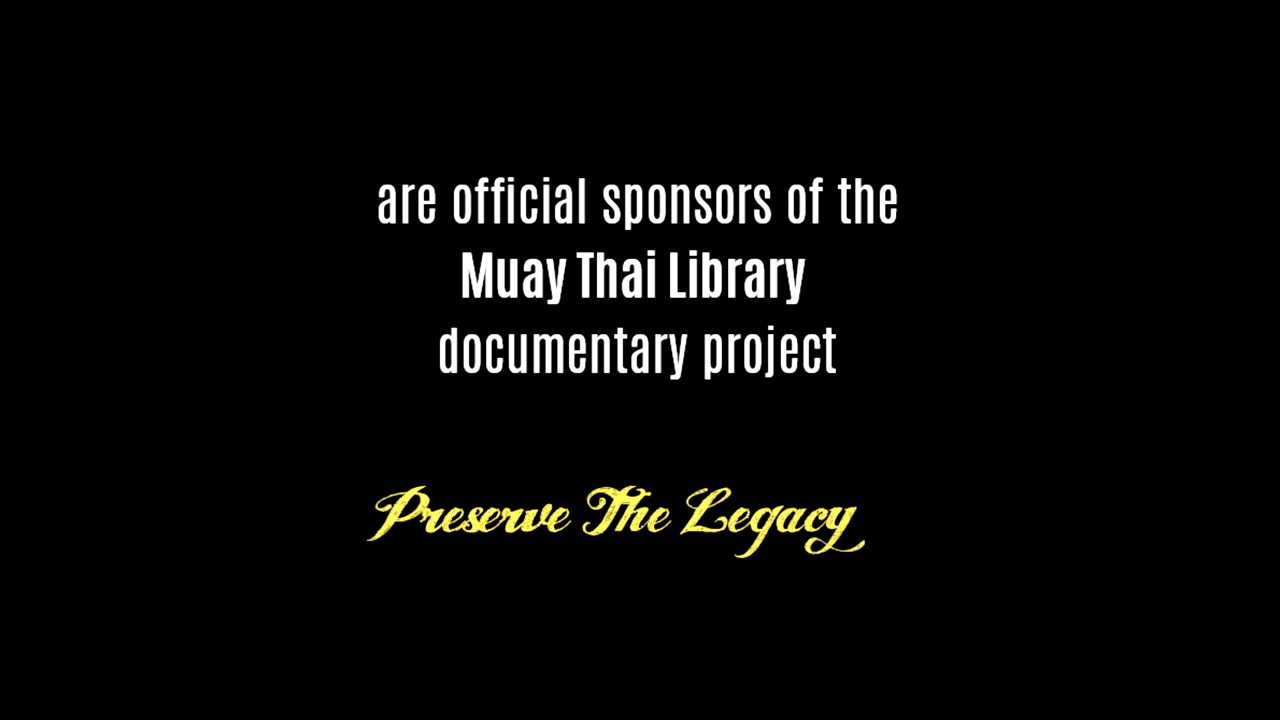 are official sponsors of the
Muay Thai Library
documentary project
Preserve The Legacy